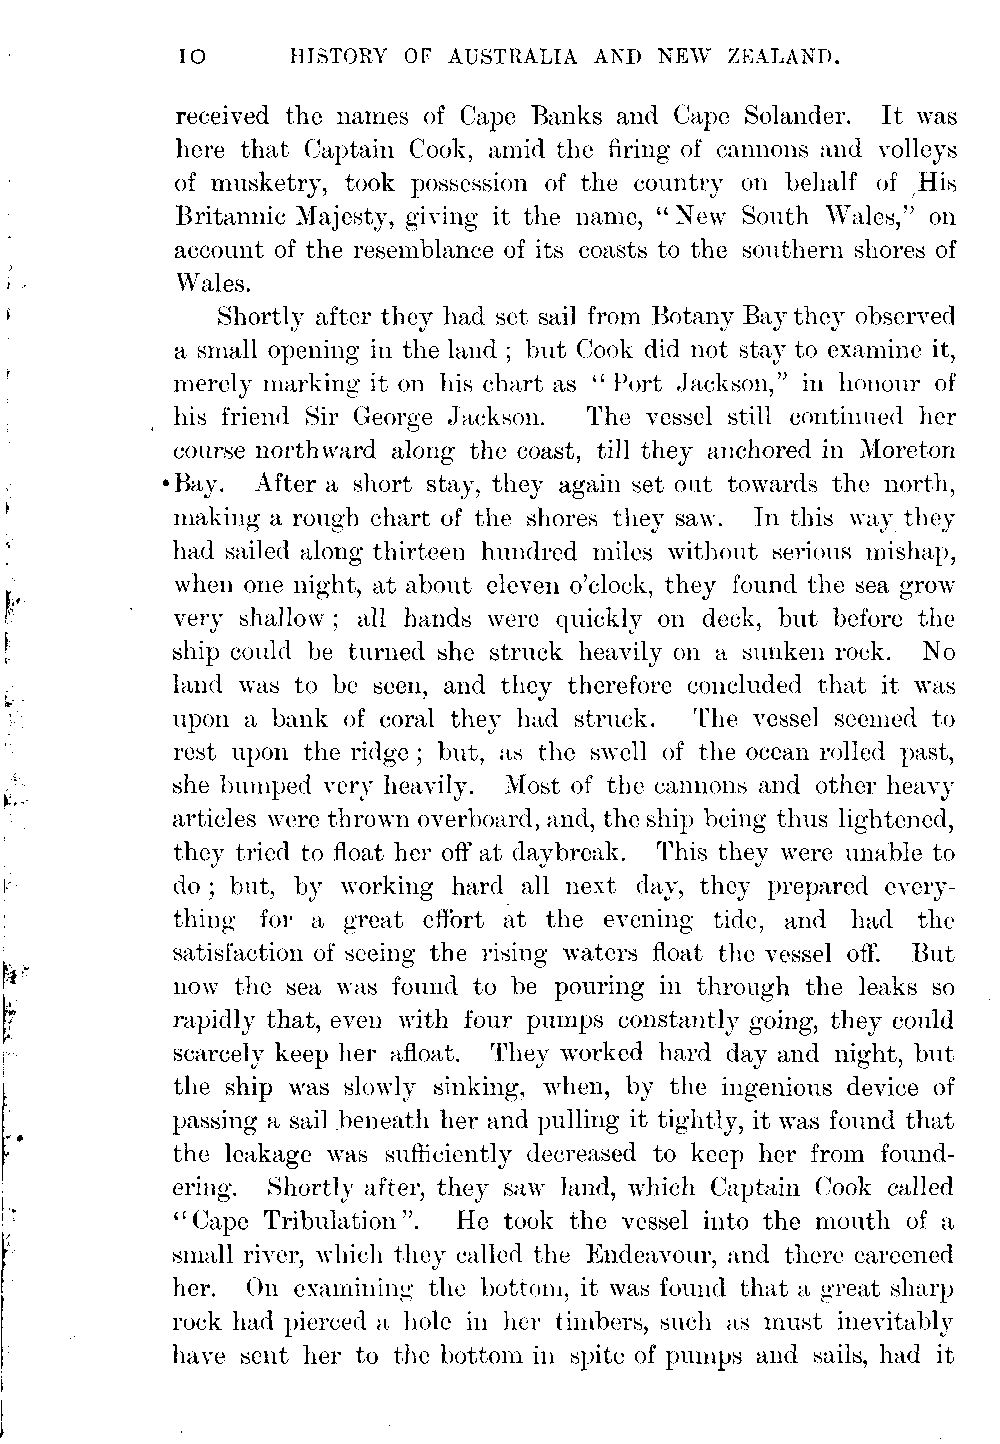 10 HISTORY OF AUSTRALIA AND NEW ZEALAND.
received the names of Cape Banks and Cape Solander. It was
here that Captain Cook, amid the firing of cannons and volleys
of musketry, took possession of the country on behalf of His
Britannic Majesty, giving it the name, "New South Wales," on
account of the resemblance of its coasts to the southern shores of
Wales.
Shortly after they had set sail from Botany Bay they observed
a small opening in the land ; but Cook did not stay to examine it,
merely marking it on his chart as "Port Jackson," in honour of
his friend Sir George Jackson. The vessel still continued her
course northward along the coast, till they anchored in Moreton
Bay. After a short stay, they again set out towards the north,
making a rough chart of the shores they saw. In this way they
had sailed along thirteen hundred miles without serious mishap,
when one night, at about eleven o'clock, they found the sea grow
very shallow ; all hands were quickly on deck, but before the
ship could be turned she struck heavily on a sunken rock. No
land was to be seen, and they therefore concluded that it was
upon a bank of coral they had struck. The vessel seemed to
rest upon the ridge ; but, as the swell of the ocean rolled past,
she bumped very heavily. Most of the cannons and other heavy
articles were thrown overboard, and, the ship being thus lightened,
they tried to float her off at daybreak. This they were unable to
do ; but, by working hard all next day, they prepared every-
thing for a great effort at the evening tide, and had the
satisfaction of seeing the rising waters float the vessel off. But
now the sea was found to be pouring in through the leaks so
rapidly that, even with four pumps constantly going, they could
scarcely keep her afloat. They worked hard day and night, but
the ship was slowly sinking, when, by the ingenious device of
passing a sail beneath her and pulling it tightly, it was found that
the leakage was sufficiently decreased to keep her from found-
ering. Shortly after, they saw land, which Captain Cook called
"Cape Tribulation". He took the vessel into the mouth of a
small river, which they called the Endeavour, and there careened
her. On examining the bottom, it was found that a great sharp
rock had pierced a hole in her timbers, such as must inevitably
have sent her to the bottom in spite of pumps and sails, had it